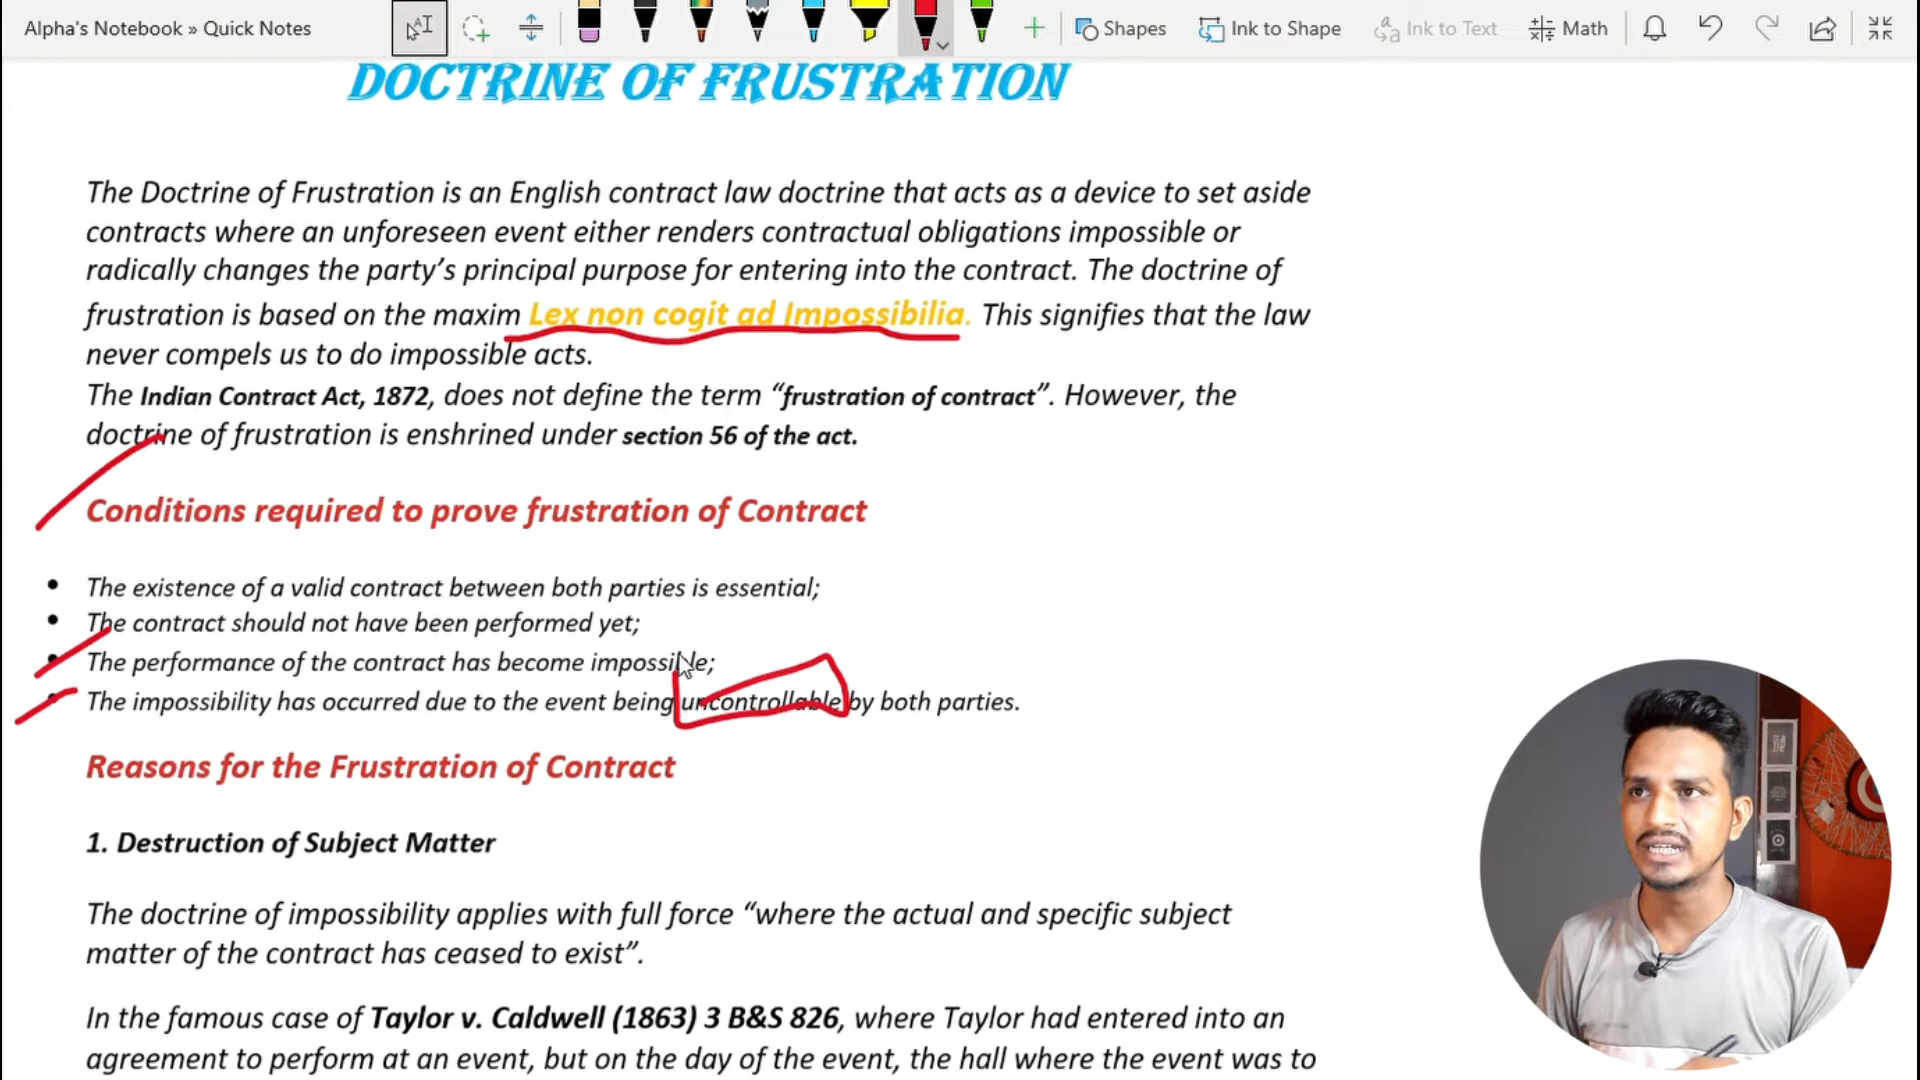 Alpha's Notebook » Quick Notes
Shapes
Ink to Shape
Ink to Text
Math
DOCTRINE OF FRUSTRATION
The Doctrine of Frustration is an English contract law doctrine that acts as a device to set aside
contracts where an unforeseen event either renders contractual obligations impossible or
radically changes the party’s principal purpose for entering into the contract. The doctrine of
frustration is based on the maxim Lex non cogit ad Impossibilia. This signifies that the law
never compels us to do impossible acts.
The Indian Contract Act, 1872, does not define the term “frustration of contract”. However, the
doctrine of frustration is enshrined under section 56 of the act.
Conditions required to prove frustration of Contract
• The existence of a valid contract between both parties is essential;
• The contract should not have been performed yet;
• The performance of the contract has become impossible;
• The impossibility has occurred due to the event being uncontrollable by both parties.
Reasons for the Frustration of Contract
1. Destruction of Subject Matter
The doctrine of impossibility applies with full force “where the actual and specific subject
matter of the contract has ceased to exist”.
In the famous case of Taylor v. Caldwell (1863) 3 B&S 826, where Taylor had entered into an
agreement to perform at an event, but on the day of the event, the hall where the event was to